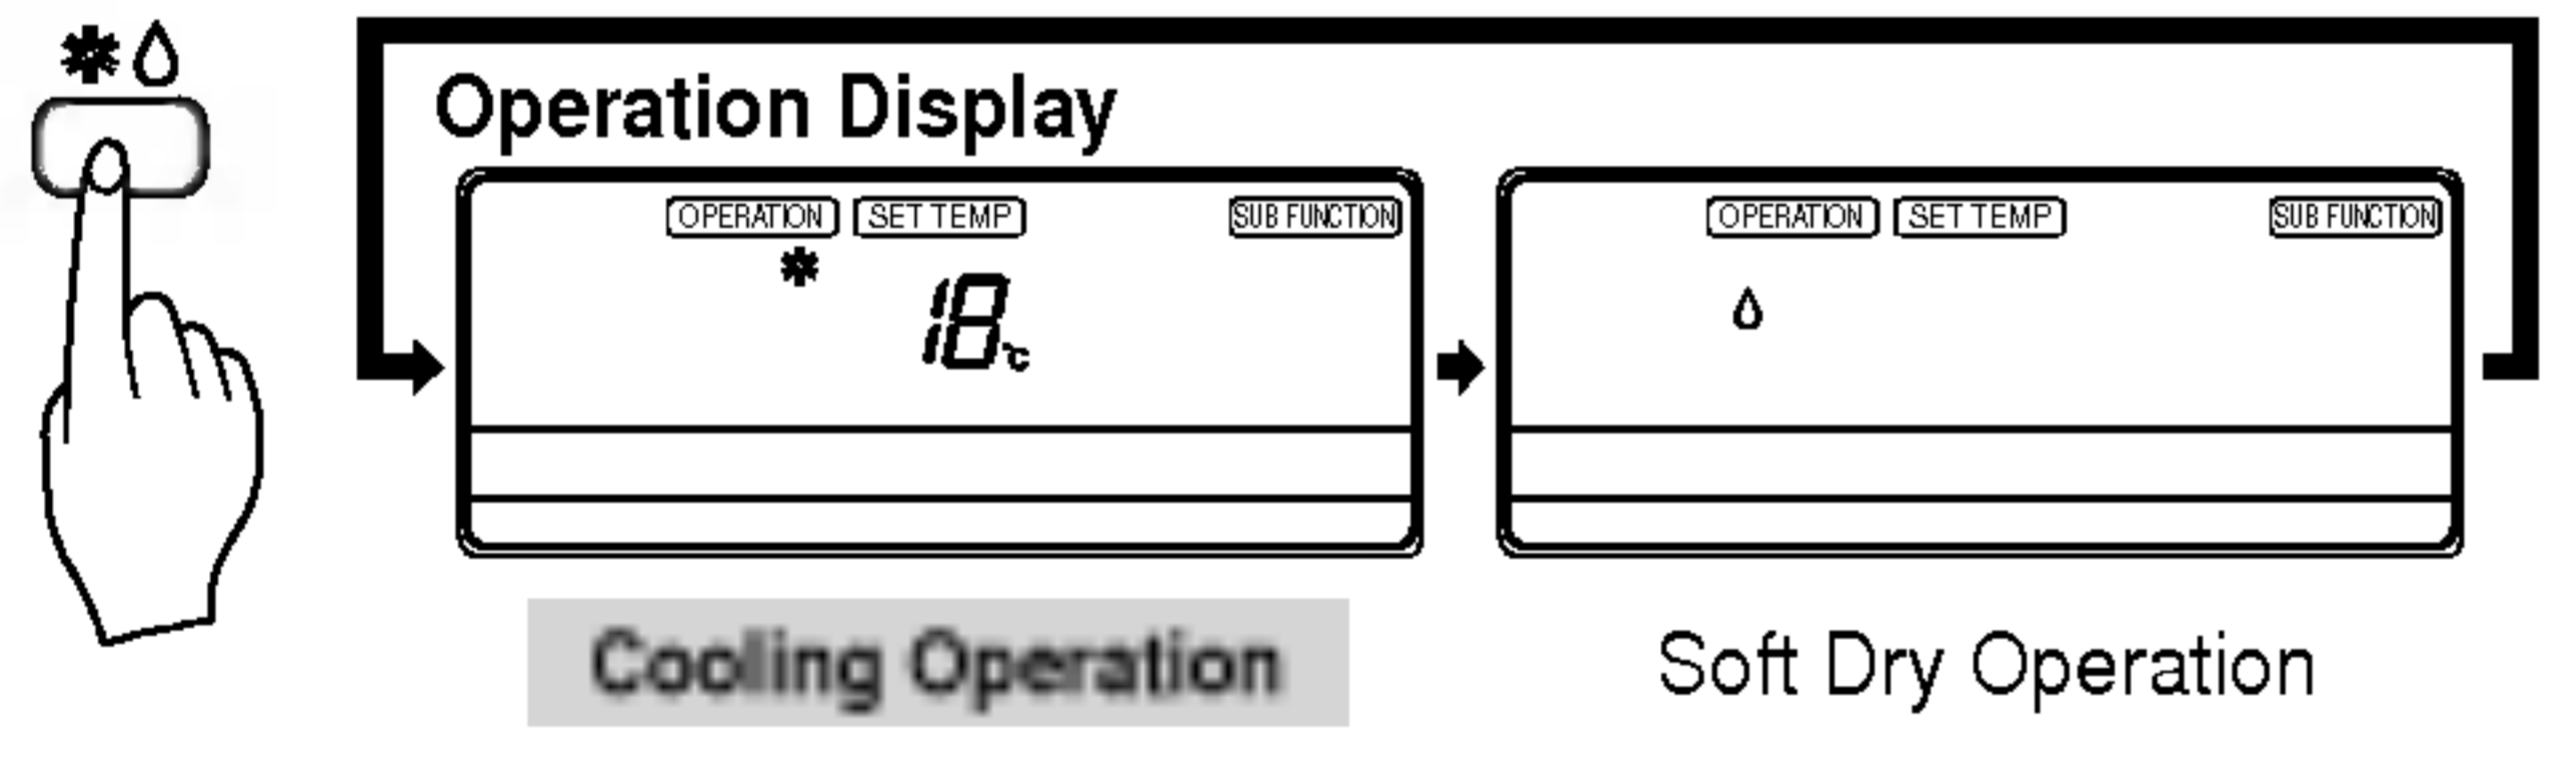 Operation Display
OPERATION SET TEMP SUB FUNCTION
18°C
OPERATION SET TEMP SUB FUNCTION
Cooling Operation
Soft Dry Operation